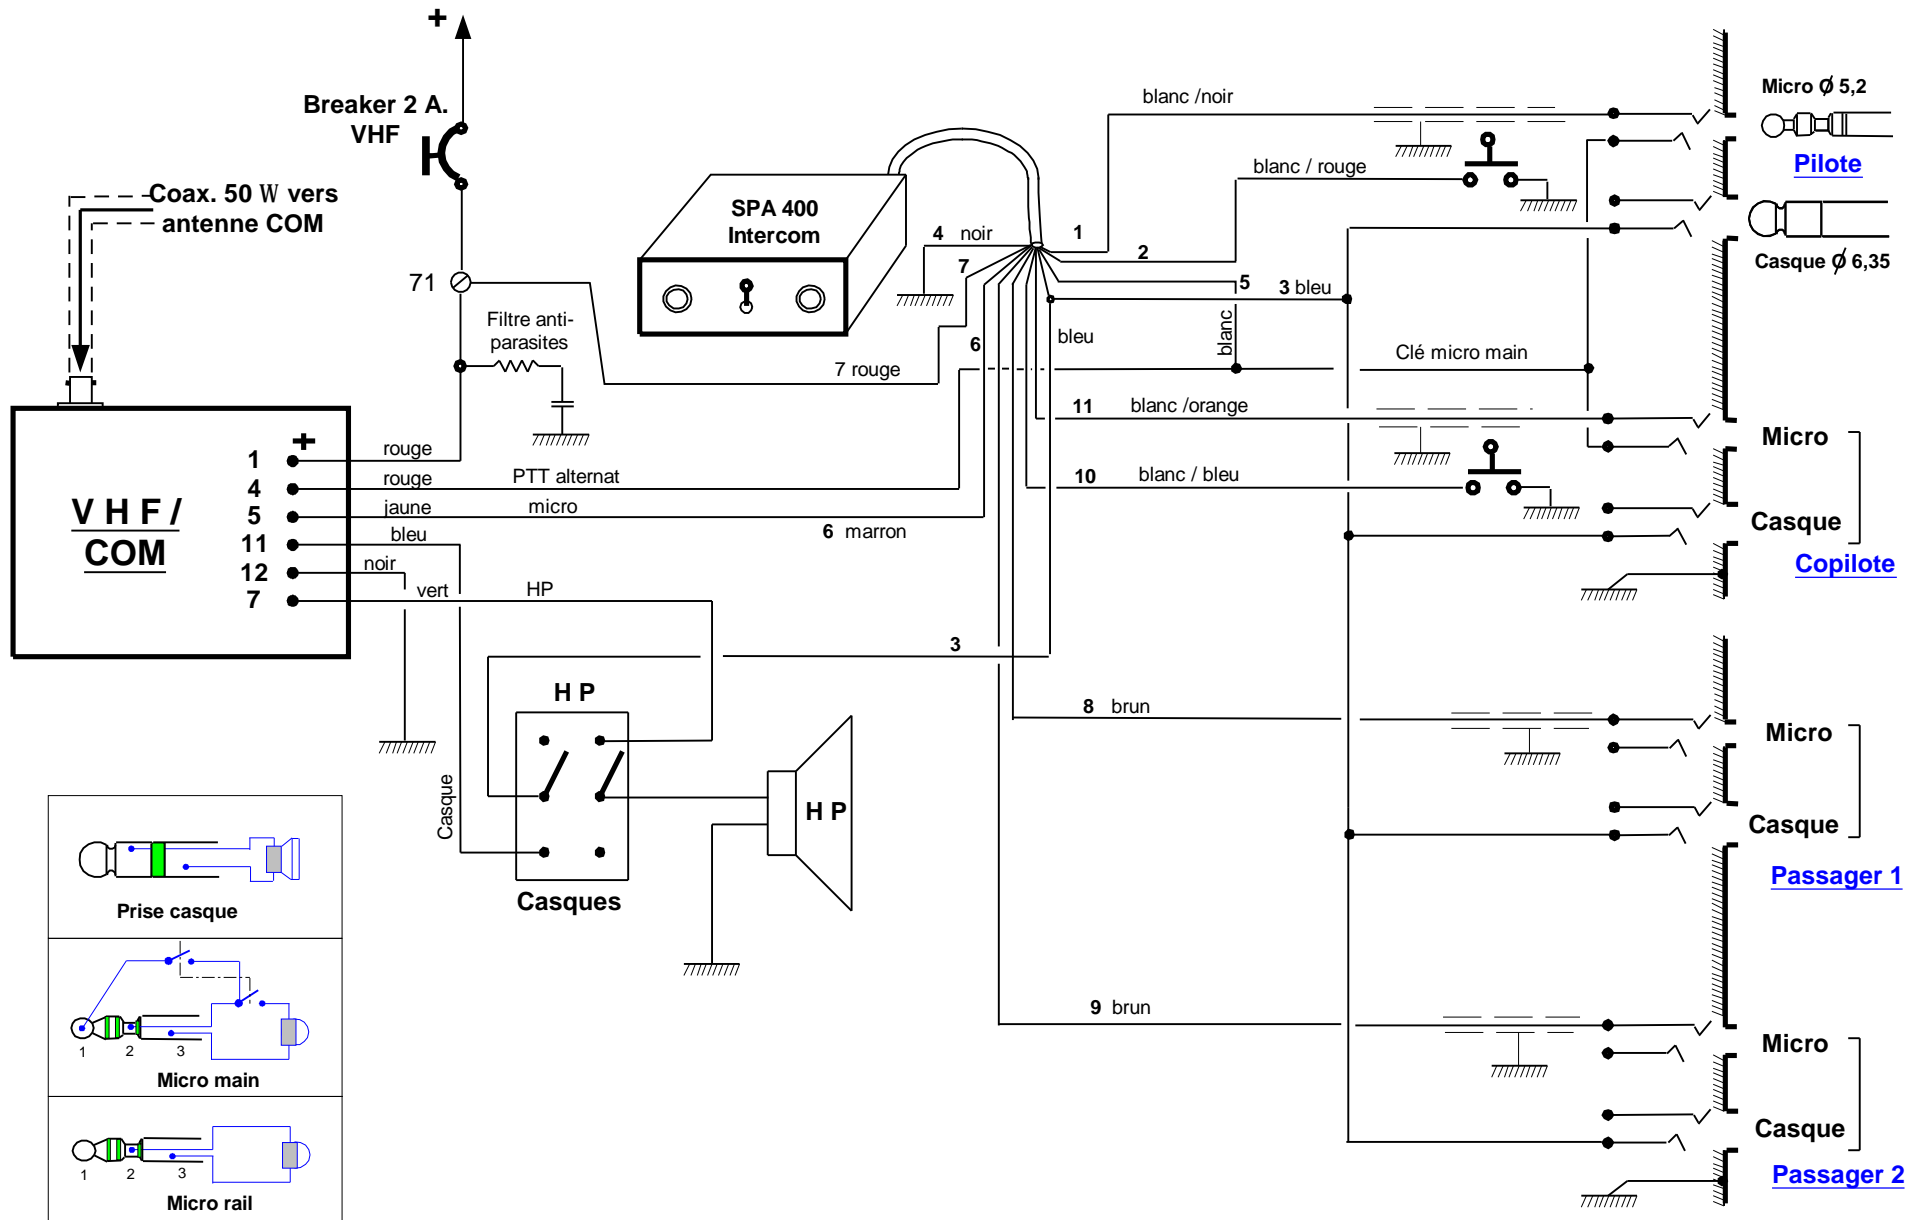 +
Breaker 2 A.
VHF
Coax. 50 W vers
antenne COM
71
Filtre anti-
parasites
SPA 400
Intercom
4 noir
7
1
2
5
3 bleu
bleu
6
blanc
7 rouge
blanc /noir
blanc / rouge
Clé micro main
11 blanc /orange
10 blanc / bleu
Micro Ø 5,2
Pilote
Casque Ø 6,35
Micro
Casque
Copilote
V H F /
COM
+
1 rouge
4 rouge PTT alternat
5 jaune micro
6 marron
11 bleu
12 noir
7 vert HP
3
H P
Casque
Casques
H P
8 brun
Micro
Casque
Passager 1
9 brun
Micro
Casque
Passager 2
Prise casque
1 2 3
Micro main
1 2 3
Micro rail